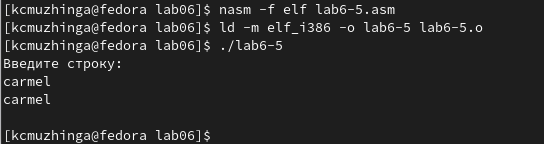 [kcmuzhinga@fedora lab06]$ nasm -f elf lab6-5.asm
[kcmuzhinga@fedora lab06]$ ld -m elf_i386 -o lab6-5 lab6-5.o
[kcmuzhinga@fedora lab06]$ ./lab6-5
Введите строку:
carmel
carmel
[kcmuzhinga@fedora lab06]$